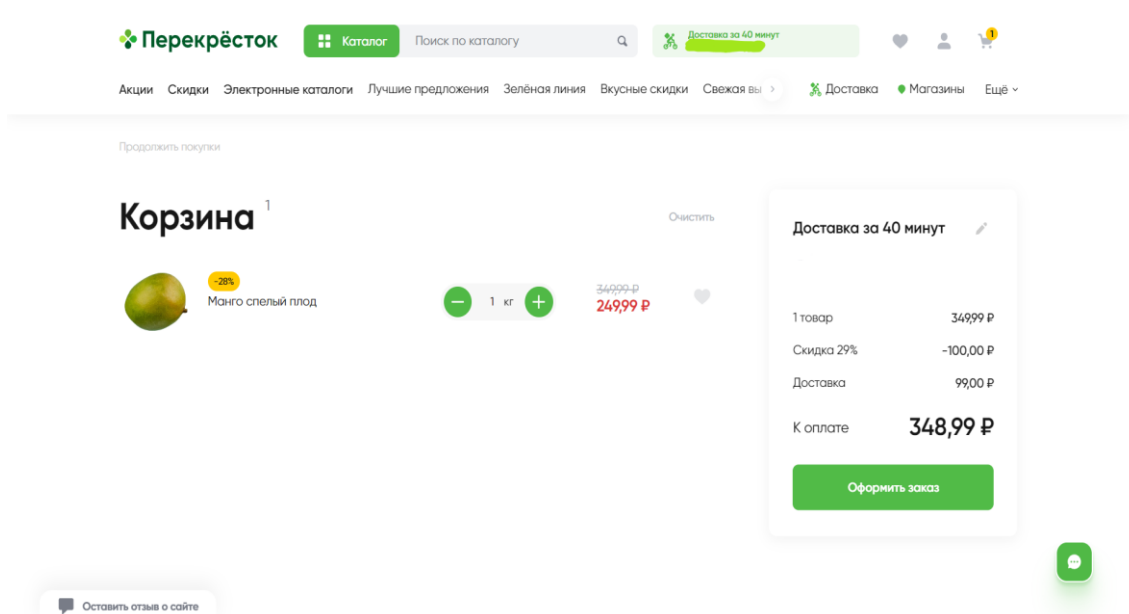 Перекрёсток
Каталог
Поиск по каталогу
Доставка за 40 минут
1
Акции Скидки Электронные каталоги Лучшие предложения Зелёная линия Вкусные скидки Свежая вы
Доставка Магазины Ещё
Продолжить покупки
Корзина 1
Очистить
-28%
Манго спелый плод
1 кг
349,99 ₽
249,99 ₽
Доставка за 40 минут
1 товар 349,99 ₽
Скидка 29% -100,00 ₽
Доставка 99,00 ₽
К оплате 348,99 ₽
Оформить заказ
Оставить отзыв о сайте